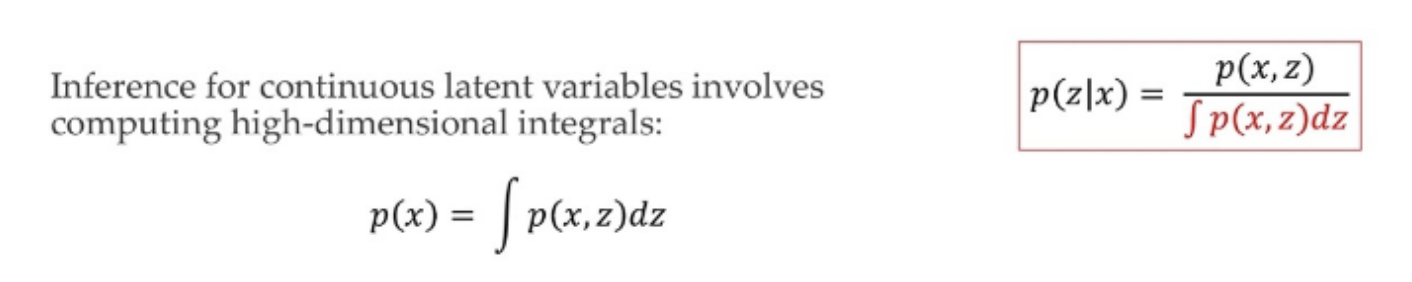 Inference for continuous latent variables involves
computing high-dimensional integrals:
p(x) = ∫ p(x, z)dz
p(z|x) = p(x, z) / ∫ p(x, z)dz